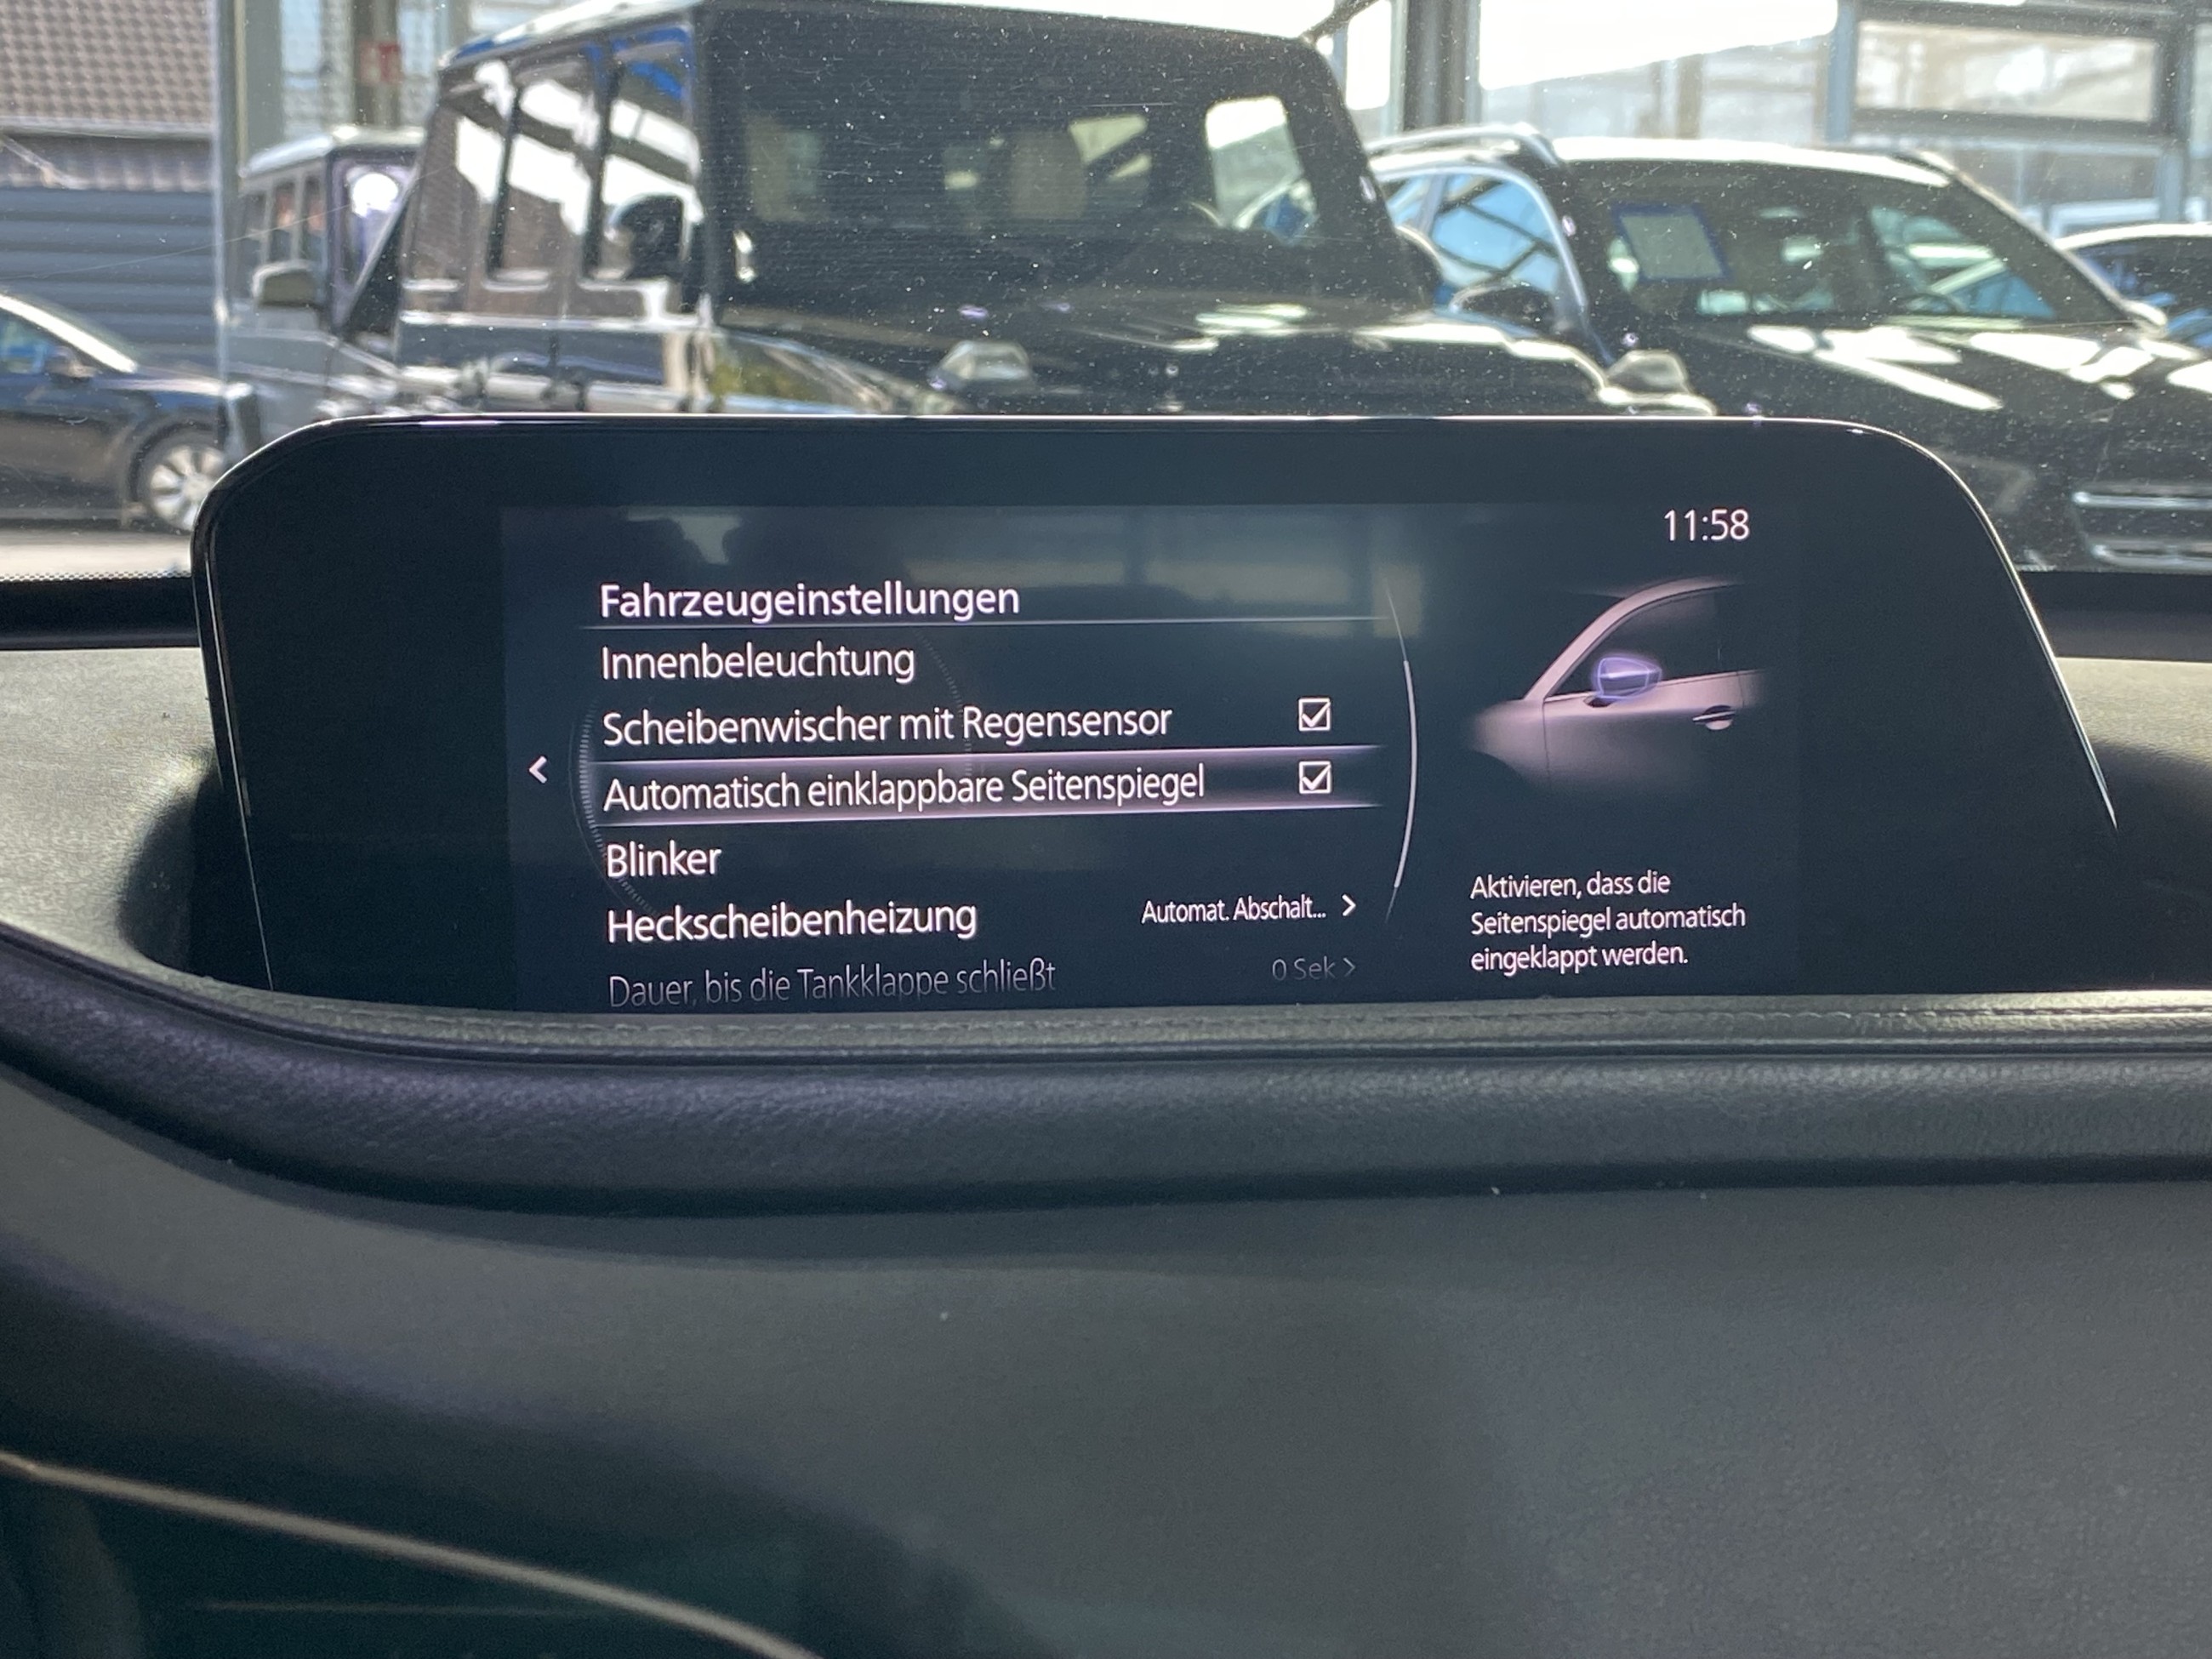 11:58
Fahrzeugeinstellungen
Innenbeleuchtung
Scheibenwischer mit Regensensor
Automatisch einklappbare Seitenspiegel
Blinker
Heckscheibenheizung Automat. Abschalt... >
Dauer, bis die Tankklappe schließt 0 Sek >
Aktivieren, dass die
Seitenspiegel automatisch
eingeklappt werden.